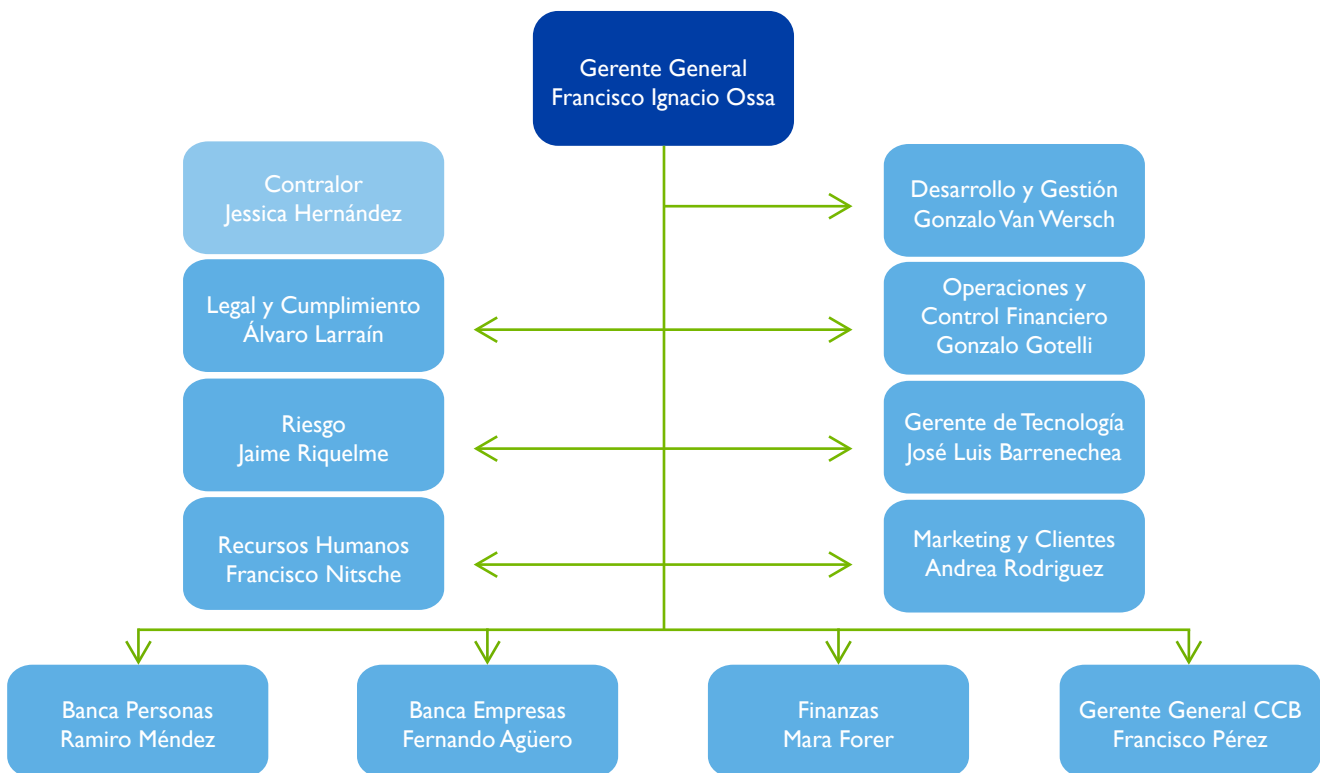 Gerente General
Francisco Ignacio Ossa
Contralor
Jessica Hernández
Desarrollo y Gestión
Gonzalo Van Wersch
Legal y Cumplimiento
Álvaro Larraín
Operaciones y
Control Financiero
Gonzalo Gotelli
Riesgo
Jaime Riquelme
Gerente de Tecnología
José Luis Barrenechea
Recursos Humanos
Francisco Nitsche
Marketing y Clientes
Andrea Rodriguez
Banca Personas
Ramiro Méndez
Banca Empresas
Fernando Agüero
Finanzas
Mara Forer
Gerente General CCB
Francisco Pérez